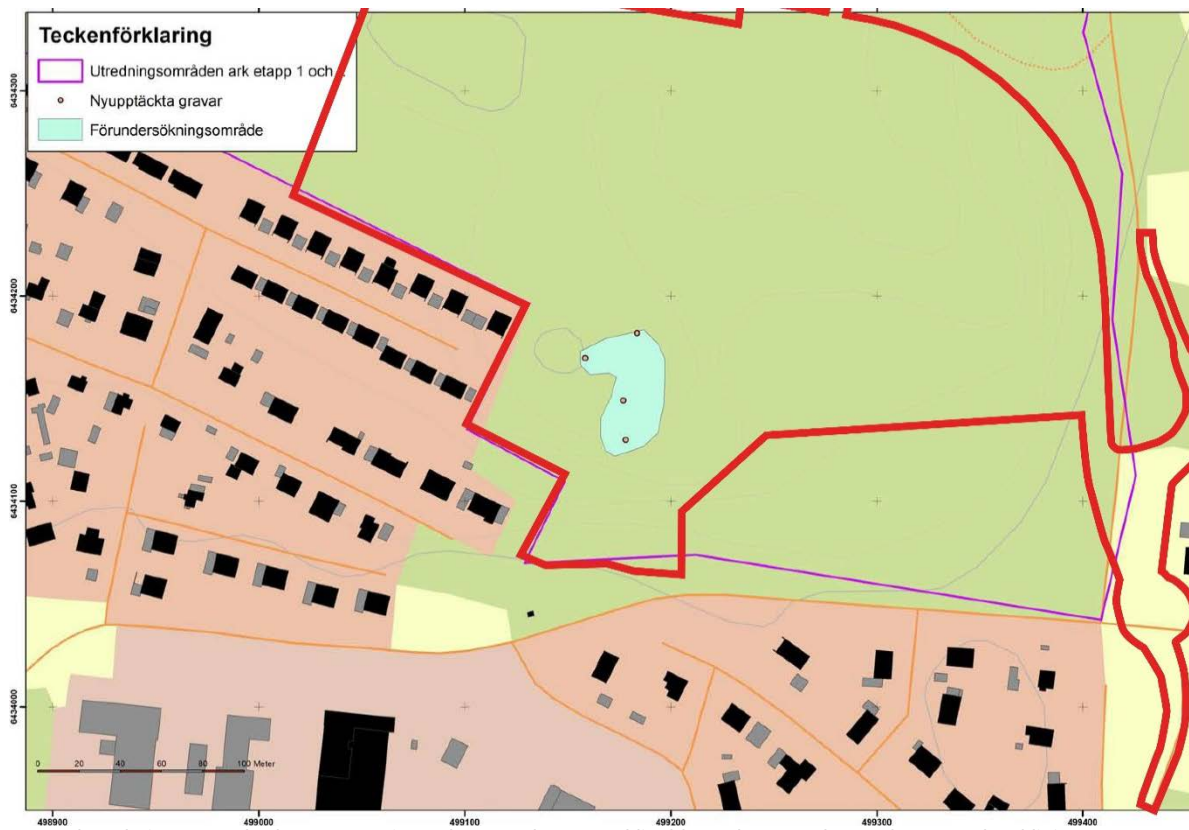 Teckenförklaring
Utredningsområden ark etapp 1 och
Nyupptäckta gravar
Förundersökningsområde
6434300
6434200
6434100
6434000
0 20 40 60 80 100 Meter
498900 499000 499100 499200 499300 499400